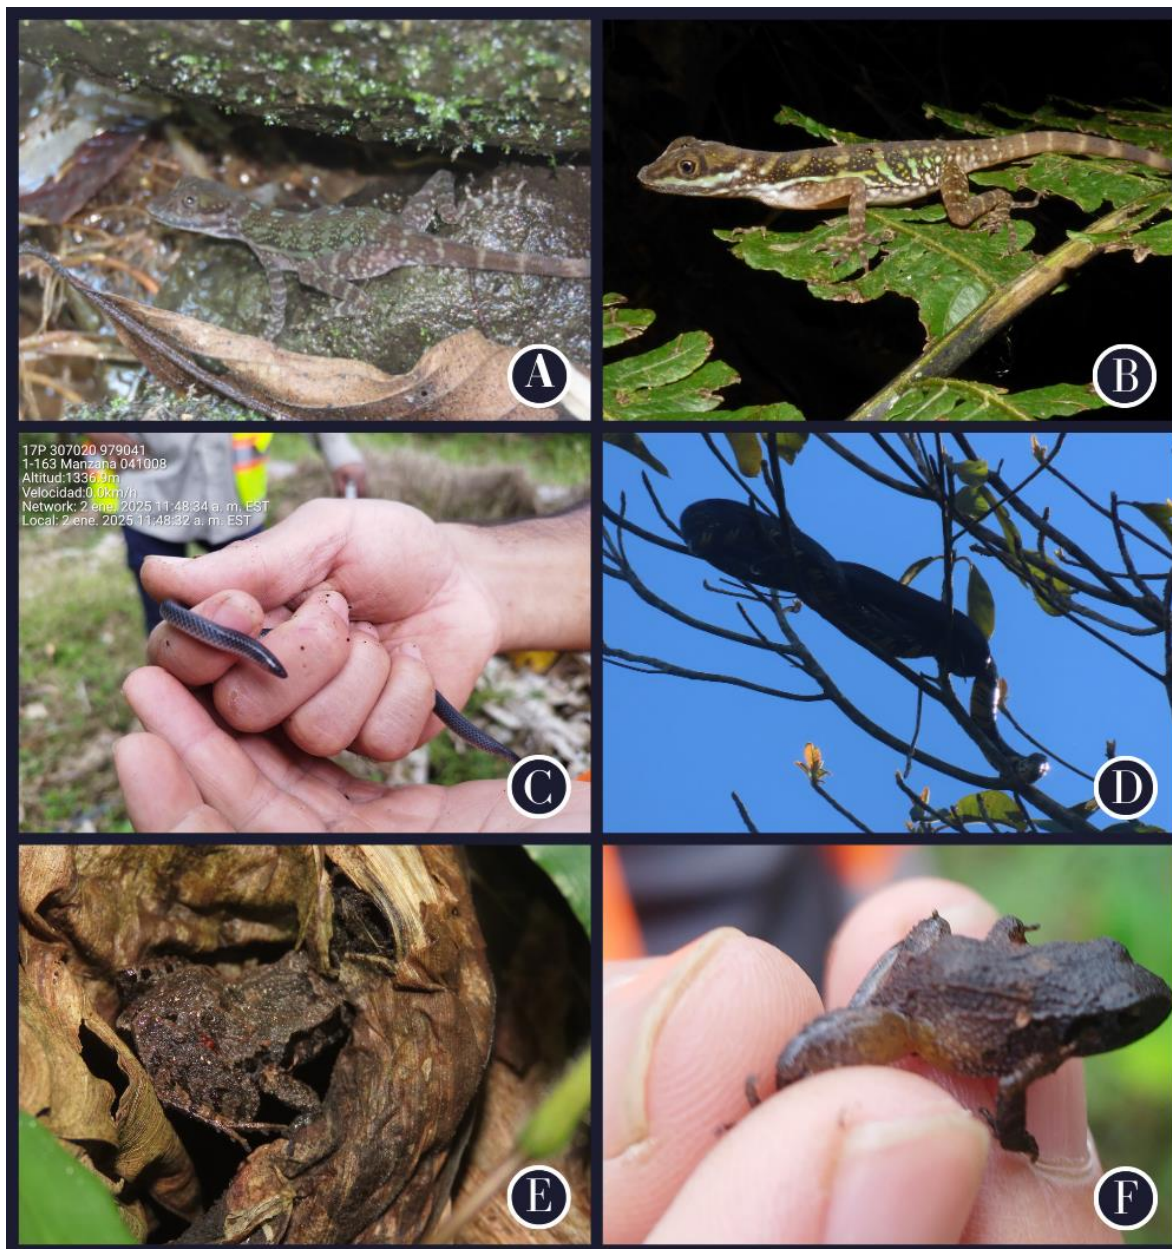 A
B
17P 307020 979041
1-163 Manzana 041008
Altitud:1336.9m
Velocidad:0.0km/h
Network: 2 ene. 2025 11:48:34 a. m. EST
Local: 2 ene. 2025 11:48:32 a. m. EST
C
D
E
F